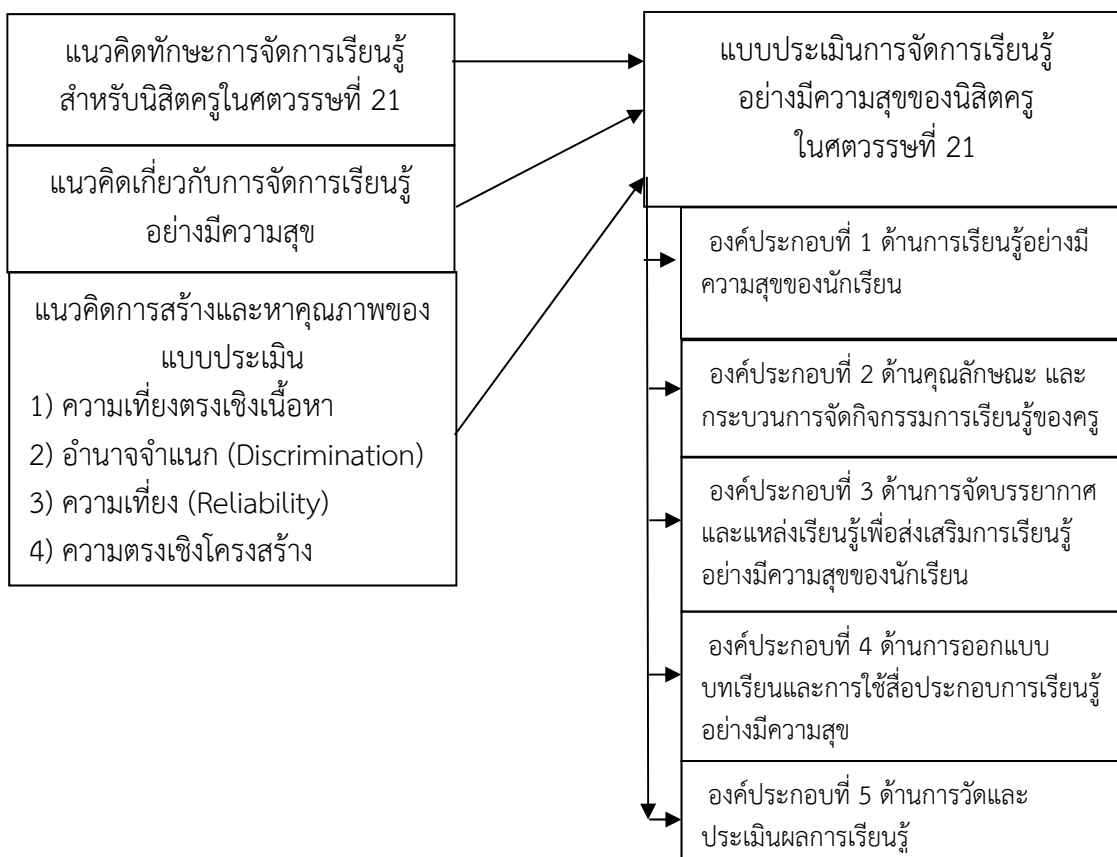 แนวคิดทักษะการจัดการเรียนรู้
สำหรับนิสิตครูในศตวรรษที่ 21
แนวคิดเกี่ยวกับการจัดการเรียนรู้
อย่างมีความสุข
แนวคิดการสร้างและหาคุณภาพของ
แบบประเมิน
1) ความเที่ยงตรงเชิงเนื้อหา
2) อำนาจจำแนก (Discrimination)
3) ความเที่ยง (Reliability)
4) ความตรงเชิงโครงสร้าง
แบบประเมินการจัดการเรียนรู้
อย่างมีความสุขของนิสิตครู
ในศตวรรษที่ 21
องค์ประกอบที่ 1 ด้านการเรียนรู้อย่างมี
ความสุขของนักเรียน
องค์ประกอบที่ 2 ด้านคุณลักษณะ และ
กระบวนการจัดกิจกรรมการเรียนรู้ของครู
องค์ประกอบที่ 3 ด้านการจัดบรรยากาศ
และแหล่งเรียนรู้เพื่อส่งเสริมการเรียนรู้
อย่างมีความสุขของนักเรียน
องค์ประกอบที่ 4 ด้านการออกแบบ
บทเรียนและการใช้สื่อประกอบการเรียนรู้
อย่างมีความสุข
องค์ประกอบที่ 5 ด้านการวัดและ
ประเมินผลการเรียนรู้